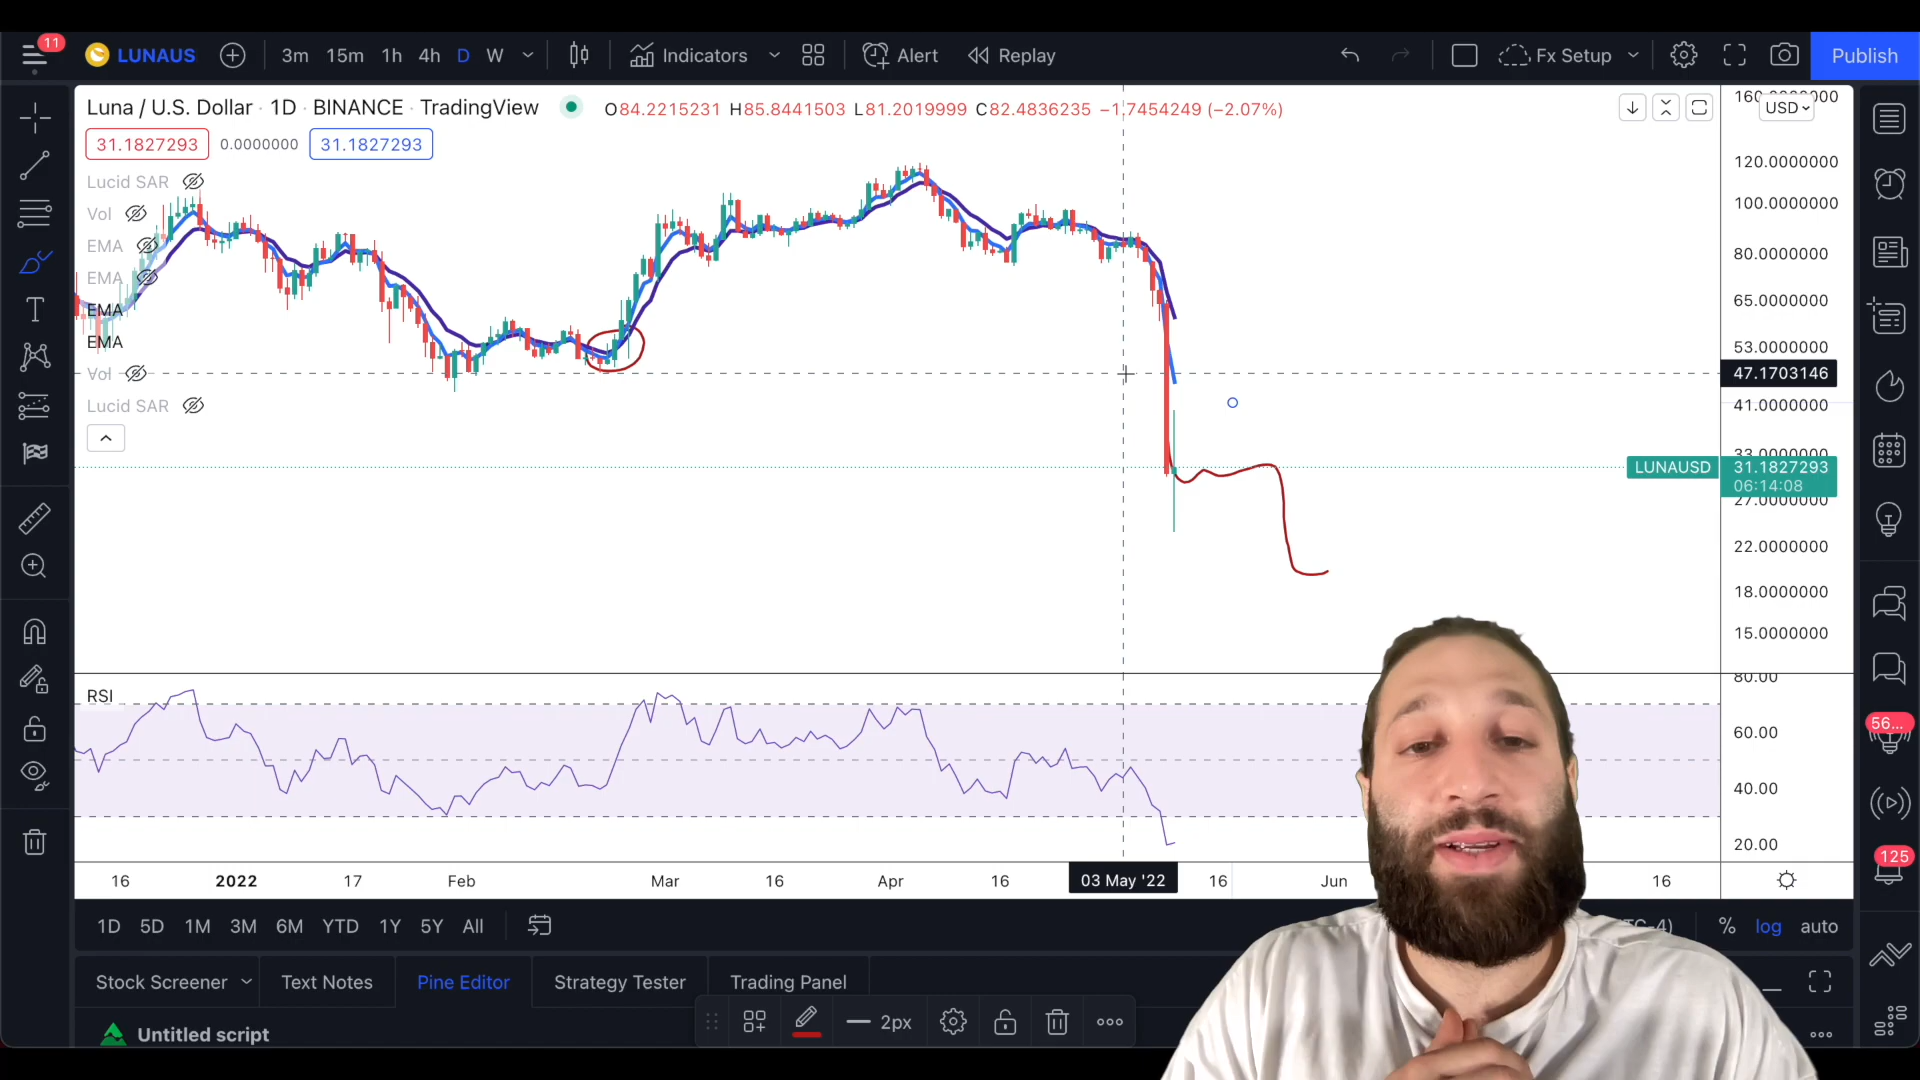 11
LUNAUS 3m 15m 1h 4h D W Indicators Alert Replay Fx Setup Publish
Luna / U.S. Dollar · 1D · BINANCE · TradingView O84.2215231 H85.8441503 L81.2019999 C82.4836235 −1.7454249 (−2.07%)
USD
31.1827293 0.0000000 31.1827293
Lucid SAR
Vol
EMA
EMA
EMA
EMA
Vol
Lucid SAR
120.0000000
100.0000000
80.0000000
65.0000000
53.0000000
47.1703146
41.0000000
33.0000000
LUNAUSD 31.1827293
06:14:08
27.0000000
22.0000000
18.0000000
15.0000000
RSI
80.00
60.00
40.00
20.00
56...
125
16 2022 17 Feb Mar 16 Apr 16 03 May '22 16 Jun 16
1D 5D 1M 3M 6M YTD 1Y 5Y All % log auto
Stock Screener Text Notes Pine Editor Strategy Tester Trading Panel
Untitled script 2px